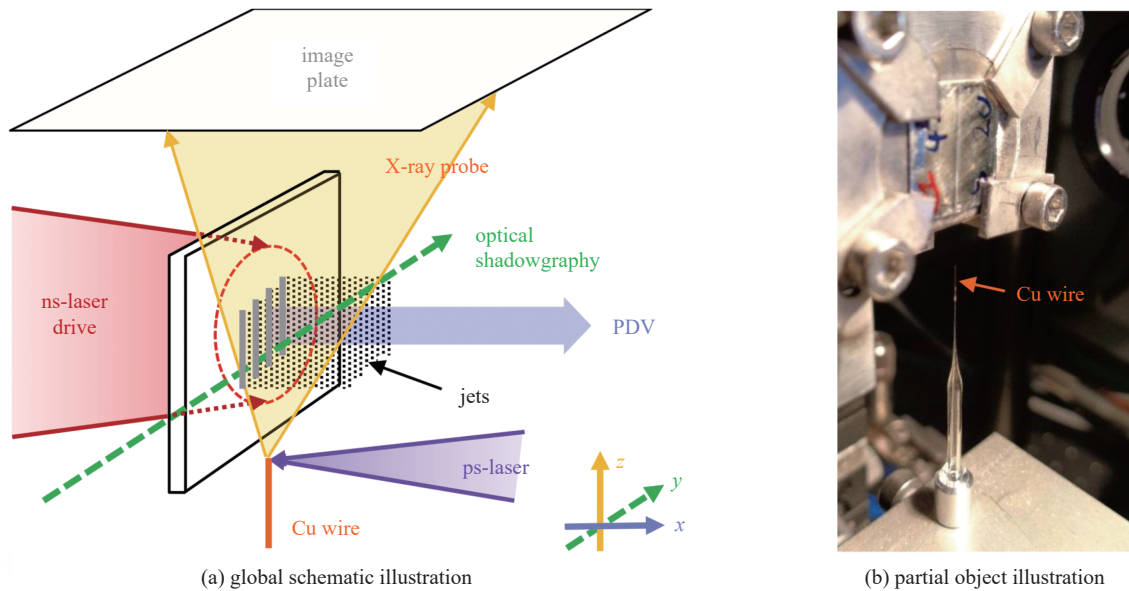 image
plate
X-ray probe
optical
shadowgraphy
ns-laser
drive
PDV
jets
ps-laser
Cu wire
z
y
x
(a) global schematic illustration
Cu wire
(b) partial object illustration